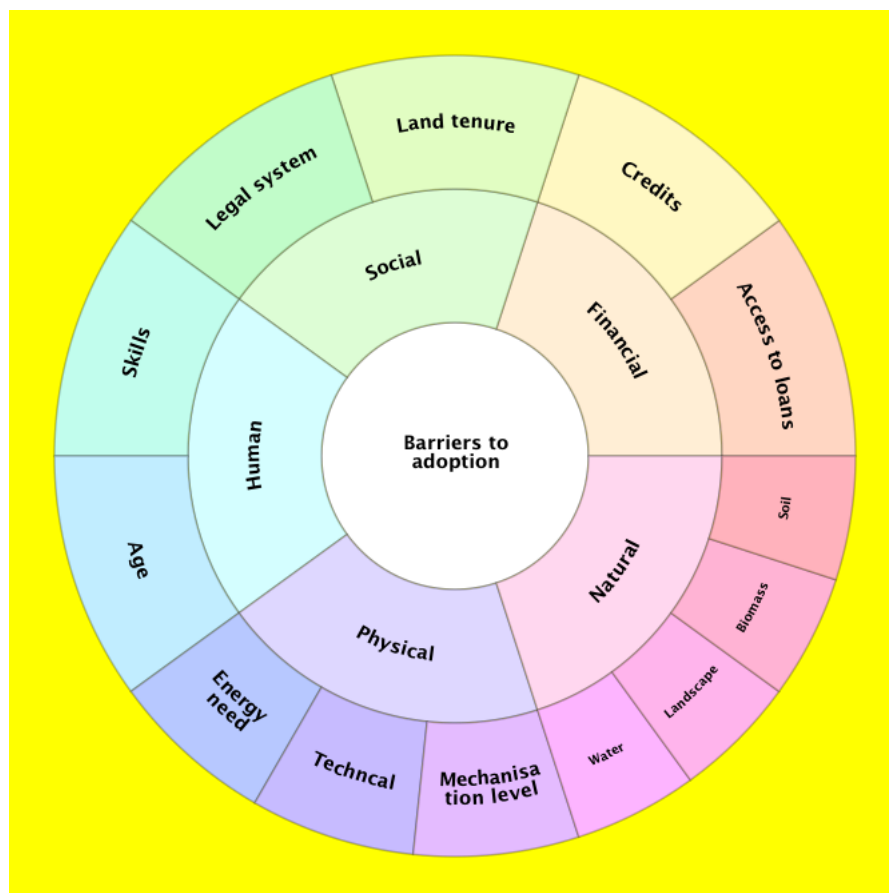 Barriers to
adoption
Social
Land tenure
Legal system
Financial
Credits
Access to loans
Natural
Soil
Biomass
Landscape
Water
Physical
Mechanisa
tion level
Techncal
Energy
need
Human
Age
Skills